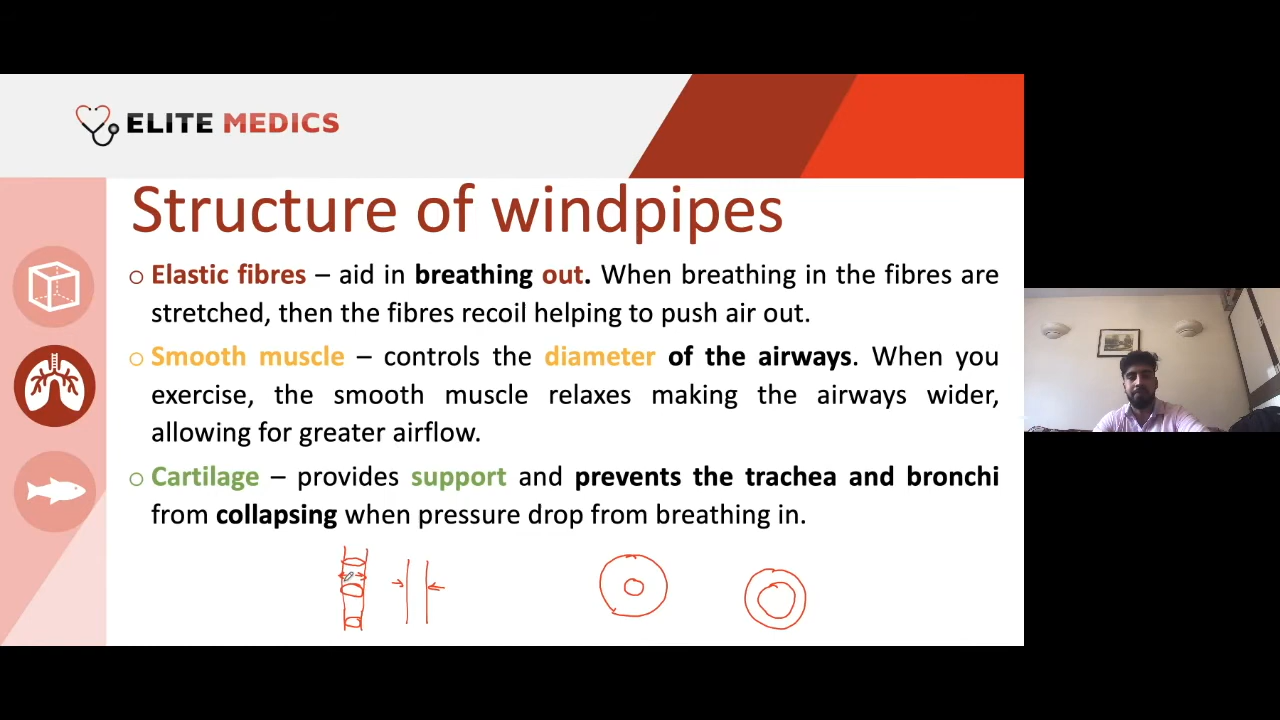 ELITE MEDICS
Structure of windpipes
o Elastic fibres – aid in breathing out. When breathing in the fibres are
stretched, then the fibres recoil helping to push air out.
o Smooth muscle – controls the diameter of the airways. When you
exercise, the smooth muscle relaxes making the airways wider,
allowing for greater airflow.
o Cartilage – provides support and prevents the trachea and bronchi
from collapsing when pressure drop from breathing in.